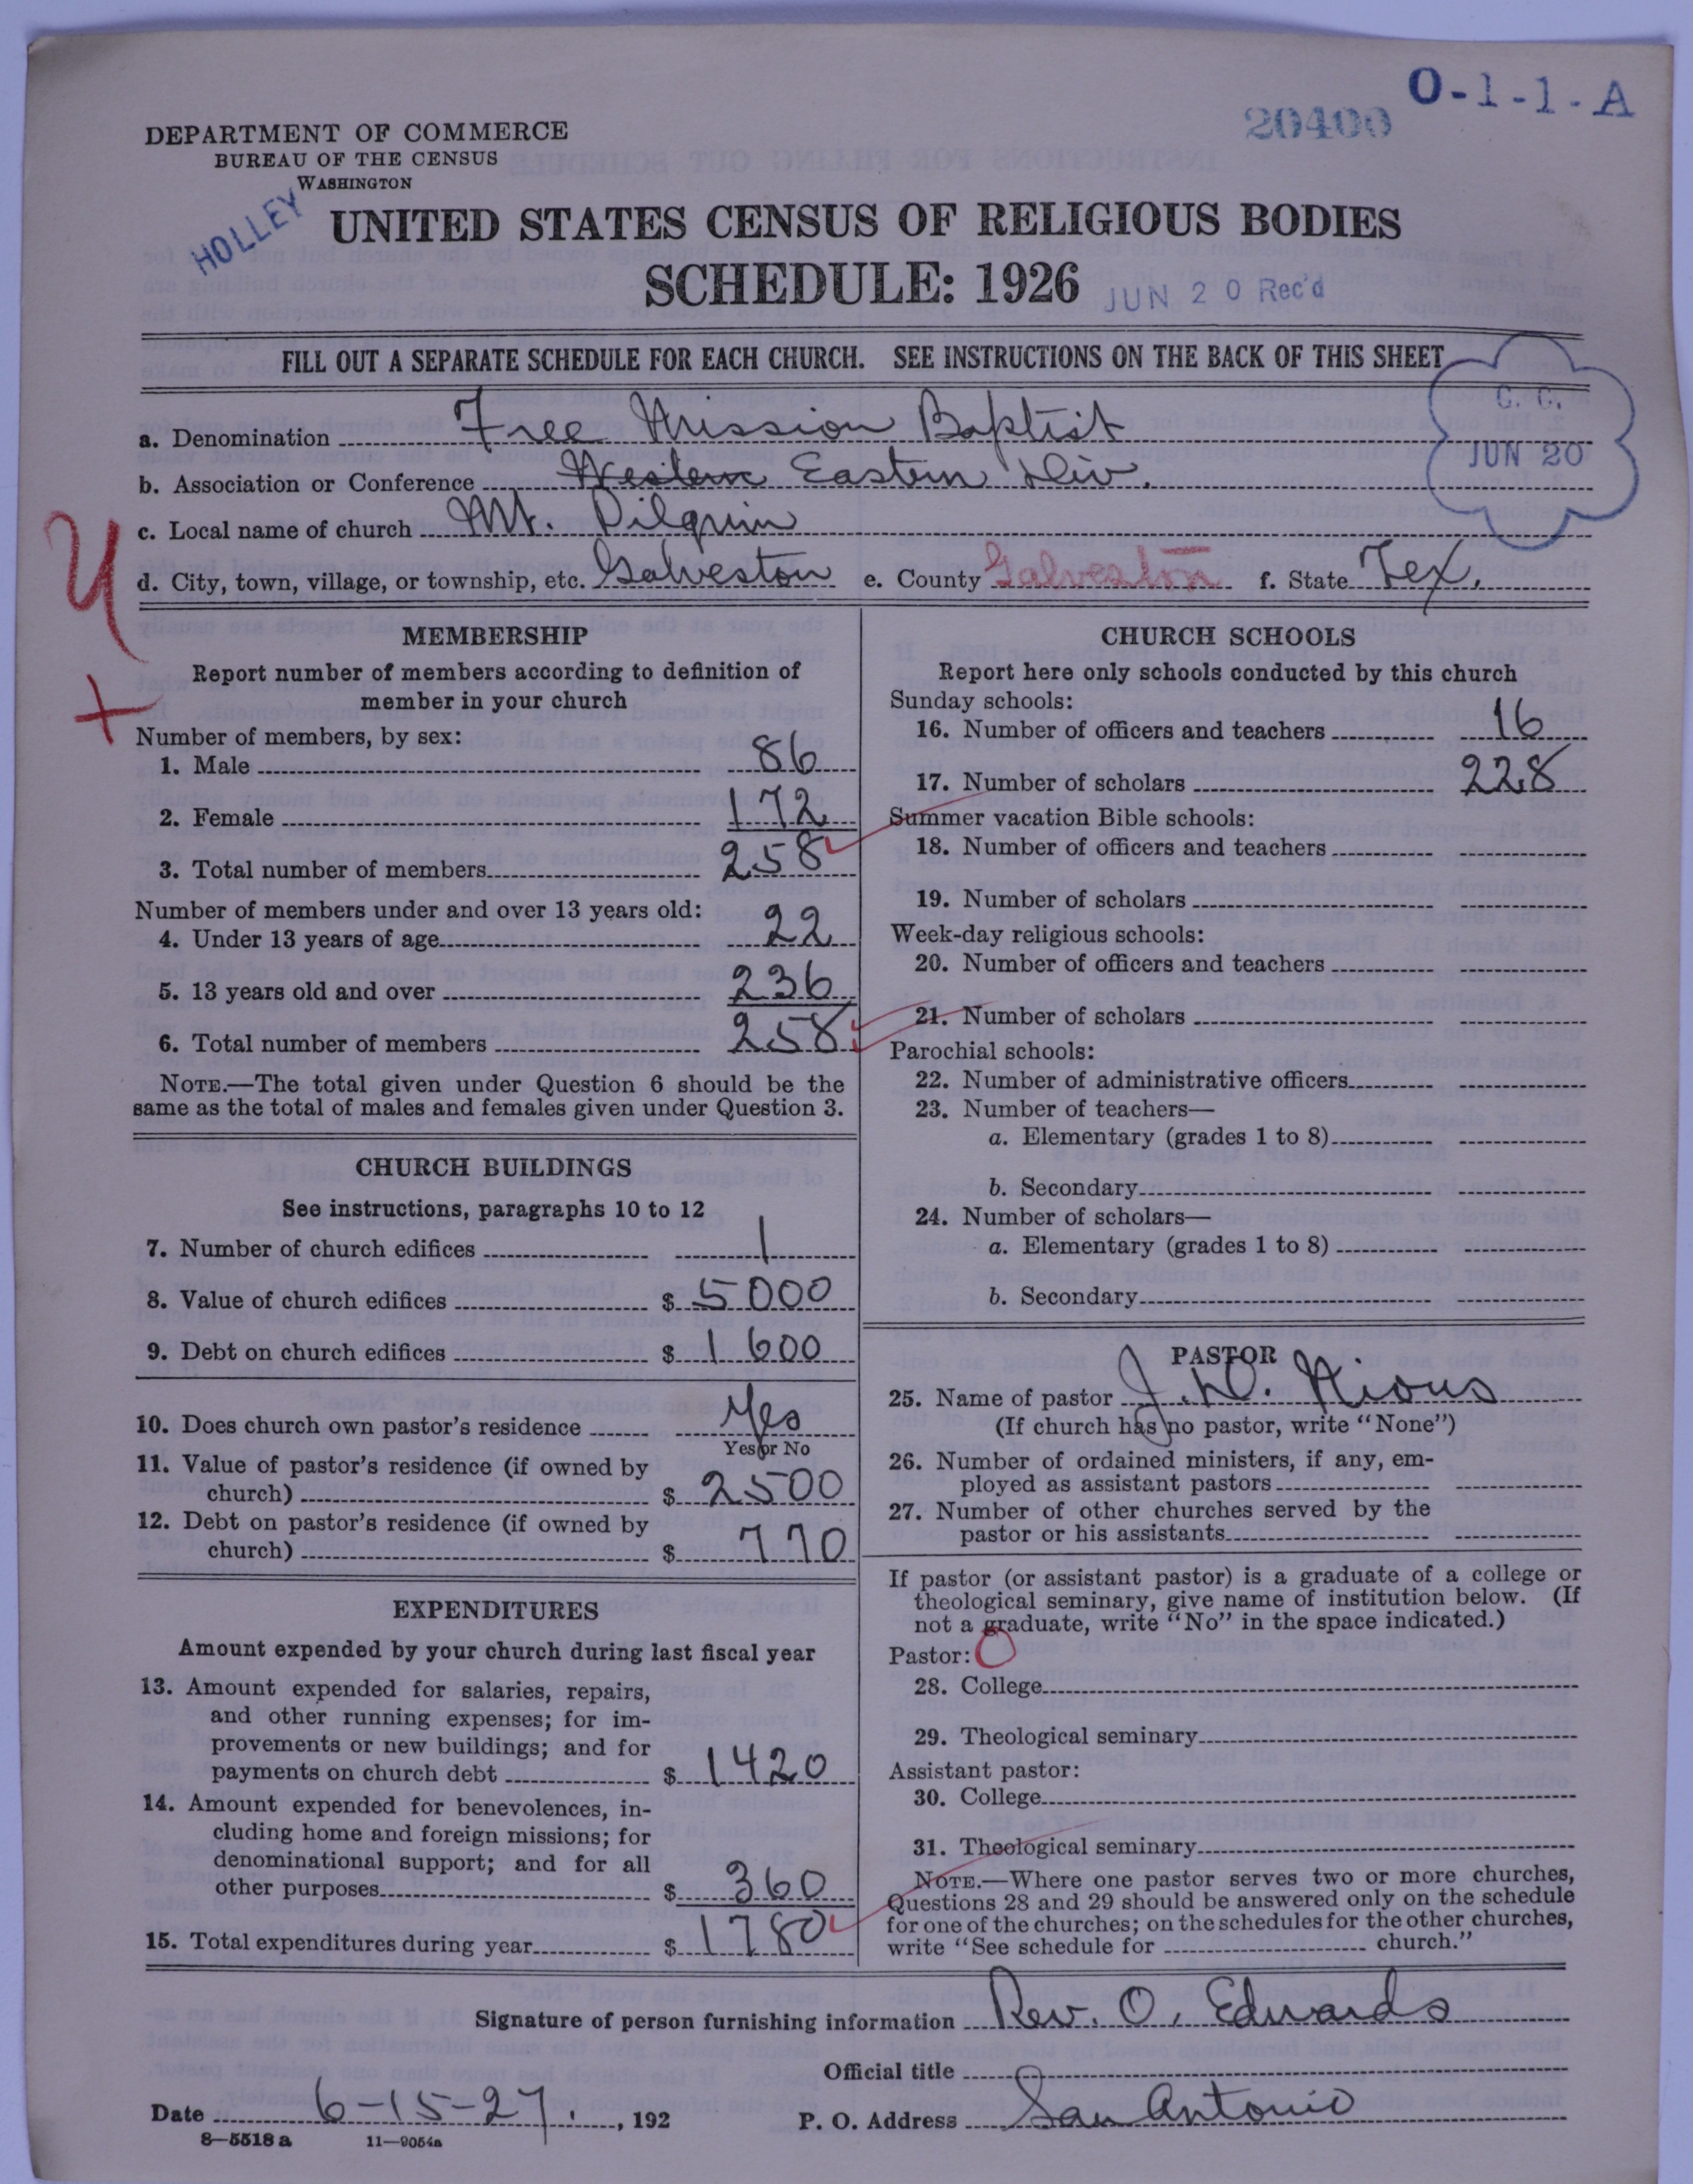 O-1-1-A
20400
DEPARTMENT OF COMMERCE
BUREAU OF THE CENSUS
WASHINGTON
HOLLEY
UNITED STATES CENSUS OF RELIGIOUS BODIES
SCHEDULE: 1926
JUN 20 Rec'd
FILL OUT A SEPARATE SCHEDULE FOR EACH CHURCH. SEE INSTRUCTIONS ON THE BACK OF THIS SHEET
C. C.
JUN 20
a. Denomination Free Mission Baptist
b. Association or Conference Western Eastern Div.
c. Local name of church Mt. Pilgrim
d. City, town, village, or township, etc. Galveston e. County Galveston f. State Tex.
MEMBERSHIP
Report number of members according to definition of
member in your church
Number of members, by sex:
1. Male 86
2. Female 172
3. Total number of members 258
Number of members under and over 13 years old:
4. Under 13 years of age 22
5. 13 years old and over 236
6. Total number of members 258
NOTE.—The total given under Question 6 should be the
same as the total of males and females given under Question 3.
CHURCH BUILDINGS
See instructions, paragraphs 10 to 12
7. Number of church edifices 1
8. Value of church edifices $ 5000
9. Debt on church edifices $ 1600
10. Does church own pastor's residence Yes
Yes or No
11. Value of pastor's residence (if owned by
church) $ 2500
12. Debt on pastor's residence (if owned by
church) $ 770
EXPENDITURES
Amount expended by your church during last fiscal year
13. Amount expended for salaries, repairs,
and other running expenses; for im-
provements or new buildings; and for
payments on church debt $ 1420
14. Amount expended for benevolences, in-
cluding home and foreign missions; for
denominational support; and for all
other purposes $ 360
15. Total expenditures during year $ 1780
CHURCH SCHOOLS
Report here only schools conducted by this church
Sunday schools:
16. Number of officers and teachers 16
17. Number of scholars 228
Summer vacation Bible schools:
18. Number of officers and teachers
19. Number of scholars
Week-day religious schools:
20. Number of officers and teachers
21. Number of scholars
Parochial schools:
22. Number of administrative officers
23. Number of teachers—
a. Elementary (grades 1 to 8)
b. Secondary
24. Number of scholars—
a. Elementary (grades 1 to 8)
b. Secondary
PASTOR
25. Name of pastor J. D.
(If church has no pastor, write "None")
26. Number of ordained ministers, if any, em-
ployed as assistant pastors
27. Number of other churches served by the
pastor or his assistants
If pastor (or assistant pastor) is a graduate of a college or
theological seminary, give name of institution below. (If
not a graduate, write "No" in the space indicated.)
Pastor: O
28. College
29. Theological seminary
Assistant pastor:
30. College
31. Theological seminary
NOTE.—Where one pastor serves two or more churches,
Questions 28 and 29 should be answered only on the schedule
for one of the churches; on the schedules for the other churches,
write "See schedule for church."
Signature of person furnishing information Rev. O. Edwards
Official title
Date 6-15-27. , 192 P. O. Address San Antonio
8—5518 a 11—9054a